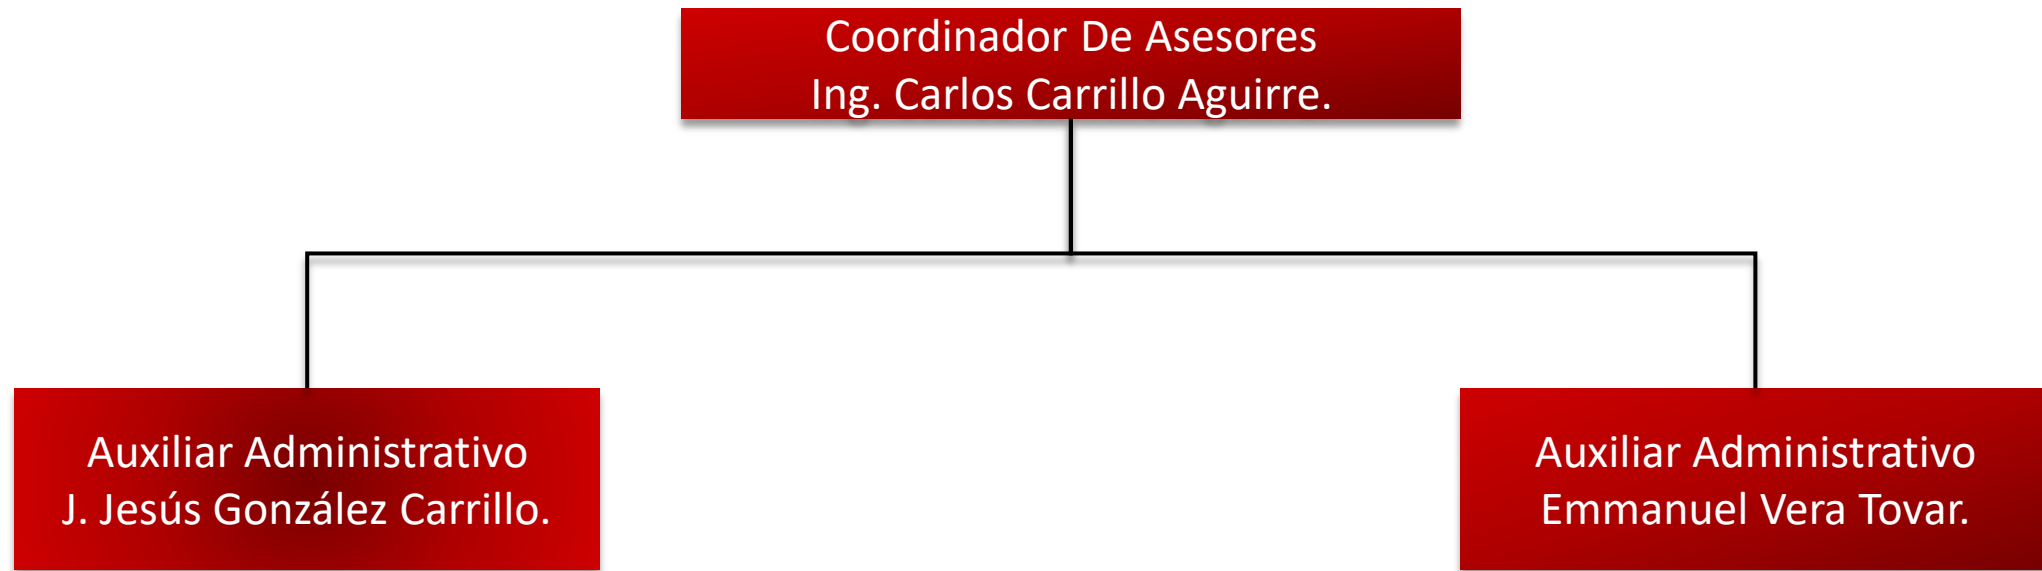 Coordinador De Asesores
Ing. Carlos Carrillo Aguirre.
Auxiliar Administrativo
J. Jesús González Carrillo.
Auxiliar Administrativo
Emmanuel Vera Tovar.